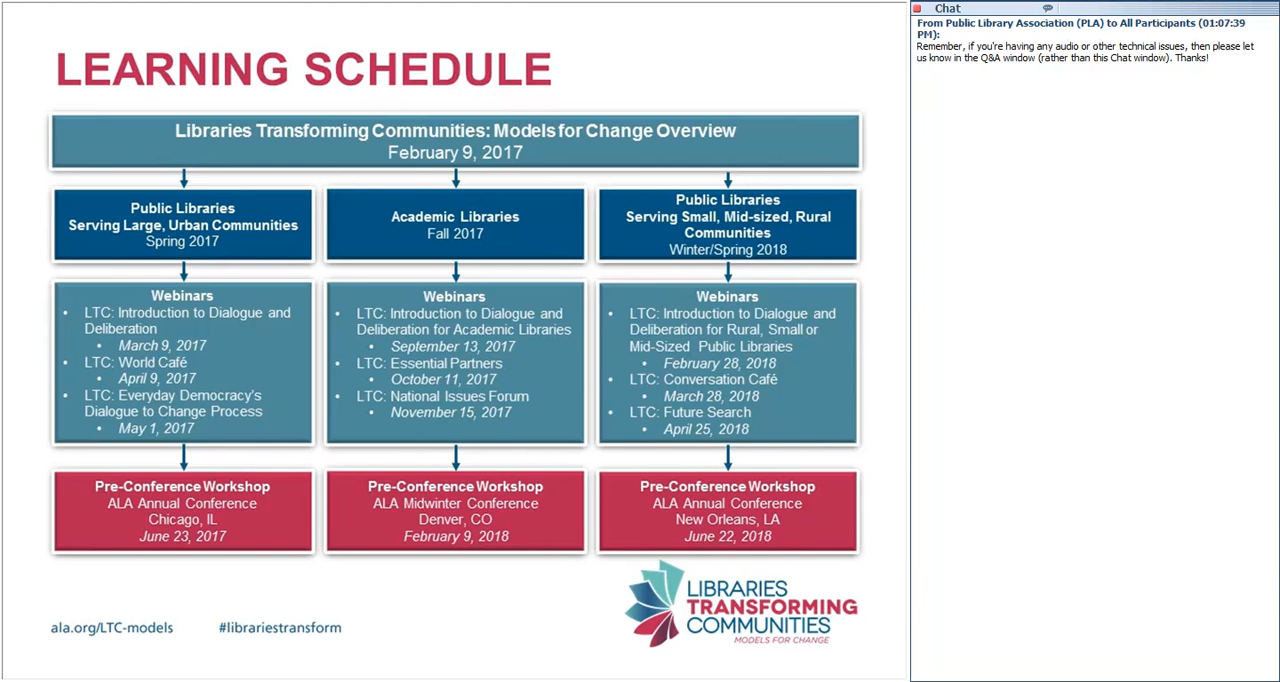 LEARNING SCHEDULE
Libraries Transforming Communities: Models for Change Overview
February 9, 2017
Public Libraries
Serving Large, Urban Communities
Spring 2017
Webinars
• LTC: Introduction to Dialogue and
Deliberation
• March 9, 2017
• LTC: World Café
• April 9, 2017
• LTC: Everyday Democracy's
Dialogue to Change Process
• May 1, 2017
Pre-Conference Workshop
ALA Annual Conference
Chicago, IL
June 23, 2017
Academic Libraries
Fall 2017
Webinars
• LTC: Introduction to Dialogue and
Deliberation for Academic Libraries
• September 13, 2017
• LTC: Essential Partners
• October 11, 2017
• LTC: National Issues Forum
• November 15, 2017
Pre-Conference Workshop
ALA Midwinter Conference
Denver, CO
February 9, 2018
Public Libraries
Serving Small, Mid-sized, Rural
Communities
Winter/Spring 2018
Webinars
• LTC: Introduction to Dialogue and
Deliberation for Rural, Small or
Mid-Sized Public Libraries
• February 28, 2018
• LTC: Conversation Café
• March 28, 2018
• LTC: Future Search
• April 25, 2018
Pre-Conference Workshop
ALA Annual Conference
New Orleans, LA
June 22, 2018
ala.org/LTC-models
#librariestransform
LIBRARIES
TRANSFORMING
COMMUNITIES
MODELS FOR CHANGE
Chat
From Public Library Association (PLA) to All Participants (01:07:39
PM):
Remember, if you're having any audio or other technical issues, then please let
us know in the Q&A window (rather than this Chat window). Thanks!